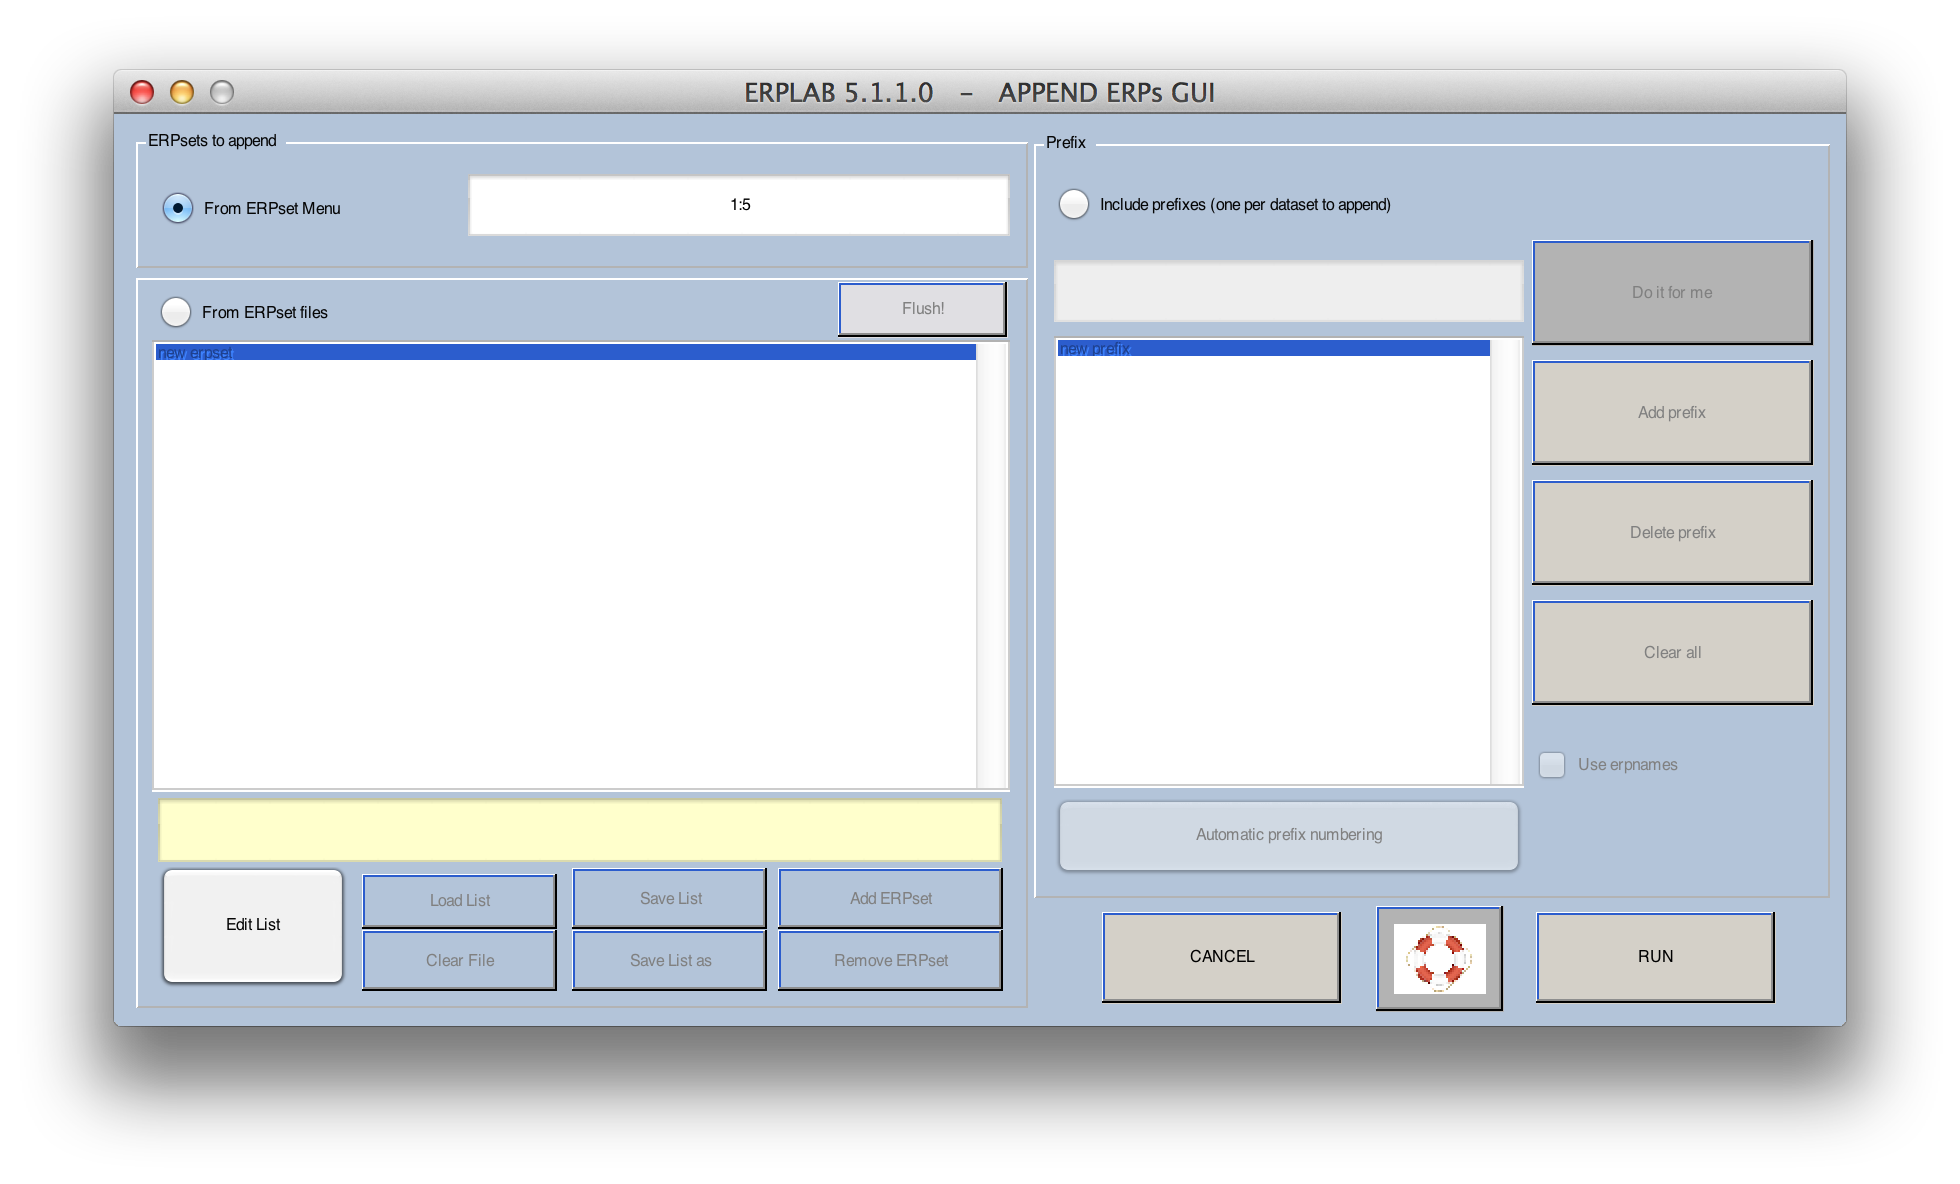 ERPLAB 5.1.1.0 - APPEND ERPs GUI
ERPsets to append
From ERPset Menu
1:5
From ERPset files
Flush!
new erpset
Edit List
Load List
Save List
Add ERPset
Clear File
Save List as
Remove ERPset
Prefix
Include prefixes (one per dataset to append)
Do it for me
new prefix
Add prefix
Delete prefix
Clear all
Use erpnames
Automatic prefix numbering
CANCEL
RUN